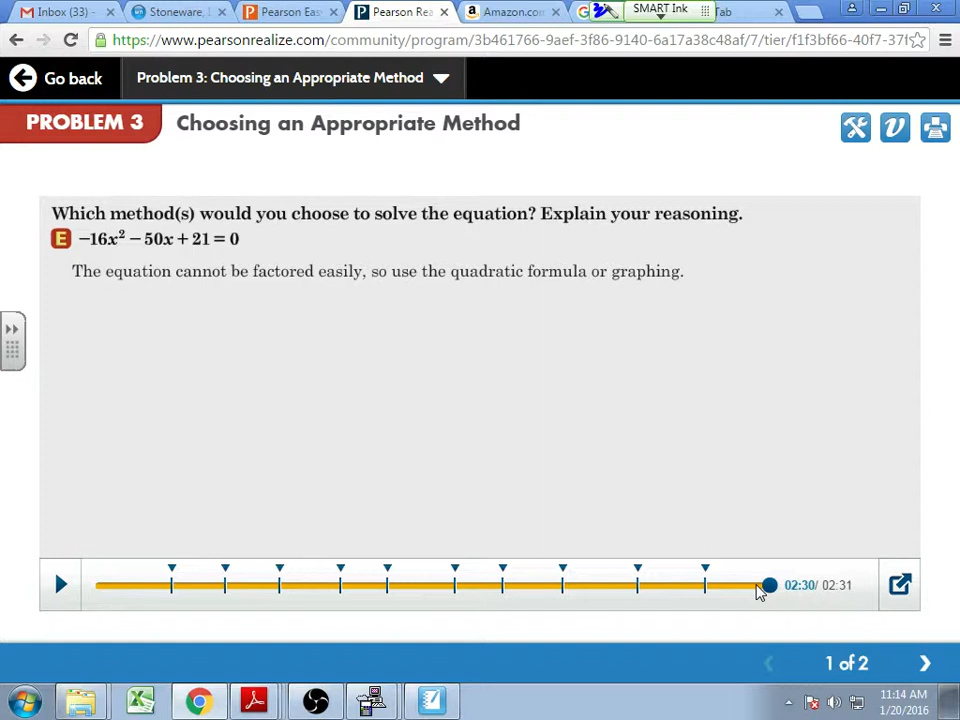 Inbox (33) -
Stoneware, I
Pearson Eas
Pearson Rea
Amazon.com
SMART Ink
Tab
https://www.pearsonrealize.com/community/program/3b461766-9aef-3f86-9140-6a17a38c48af/7/tier/f1f3bf66-40f7-37f
Go back
Problem 3: Choosing an Appropriate Method
PROBLEM 3
Choosing an Appropriate Method
Which method(s) would you choose to solve the equation? Explain your reasoning.
E −16x² − 50x + 21 = 0
The equation cannot be factored easily, so use the quadratic formula or graphing.
02:30/ 02:31
1 of 2
11:14 AM
1/20/2016